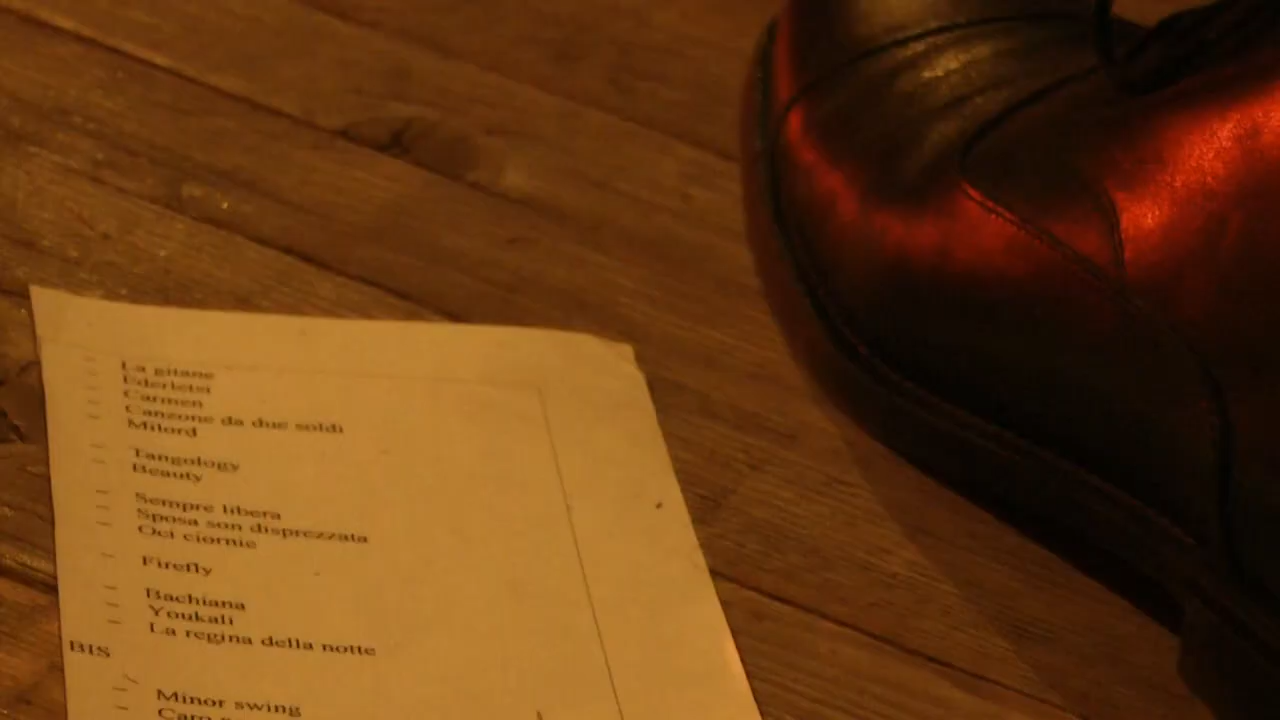 - La gitane
- Ederlezi
- Carmen
- Canzone da due soldi
- Milord
- Tangology
- Beauty
- Sempre libera
- Sposa son disprezzata
- Oci ciornie
- Firefly
- Bachiana
- Youkali
- La regina della notte
BIS
- Minor swing